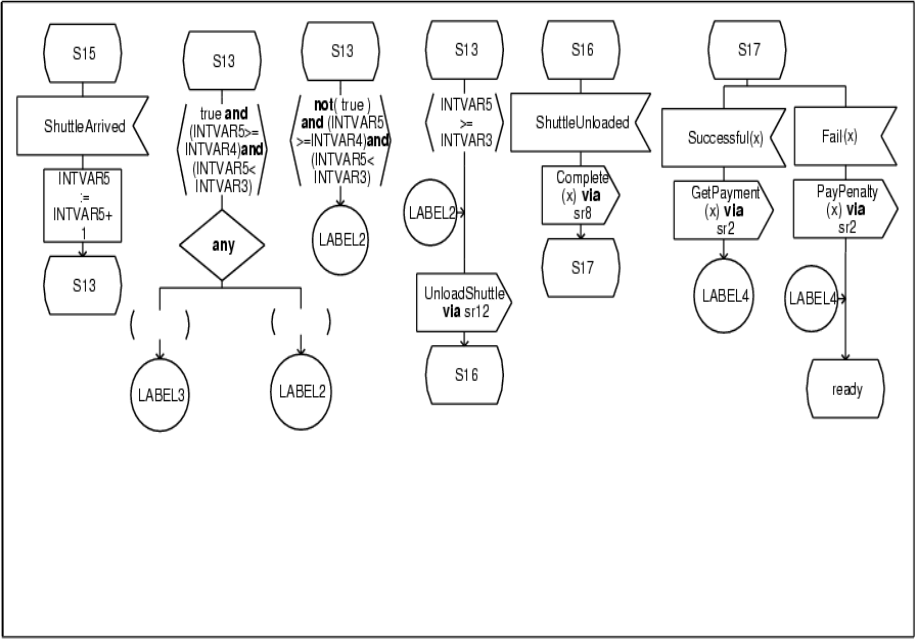 S15
ShuttleArrived
INTVAR5
:=
INTVAR5+
1
S13
S13
true and
(INTVAR5>=
INTVAR4)and
(INTVAR5<
INTVAR3)
any
( )
( )
LABEL3
LABEL2
S13
not( true )
and (INTVAR5
>=INTVAR4)and
(INTVAR5<
INTVAR3)
LABEL2
S13
INTVAR5
>=
INTVAR3
LABEL2
UnloadShuttle
via sr12
S16
S16
ShuttleUnloaded
Complete
(x) via
sr8
S17
S17
Successful(x)
GetPayment
(x) via
sr2
LABEL4
Fail(x)
PayPenalty
(x) via
sr2
LABEL4
ready